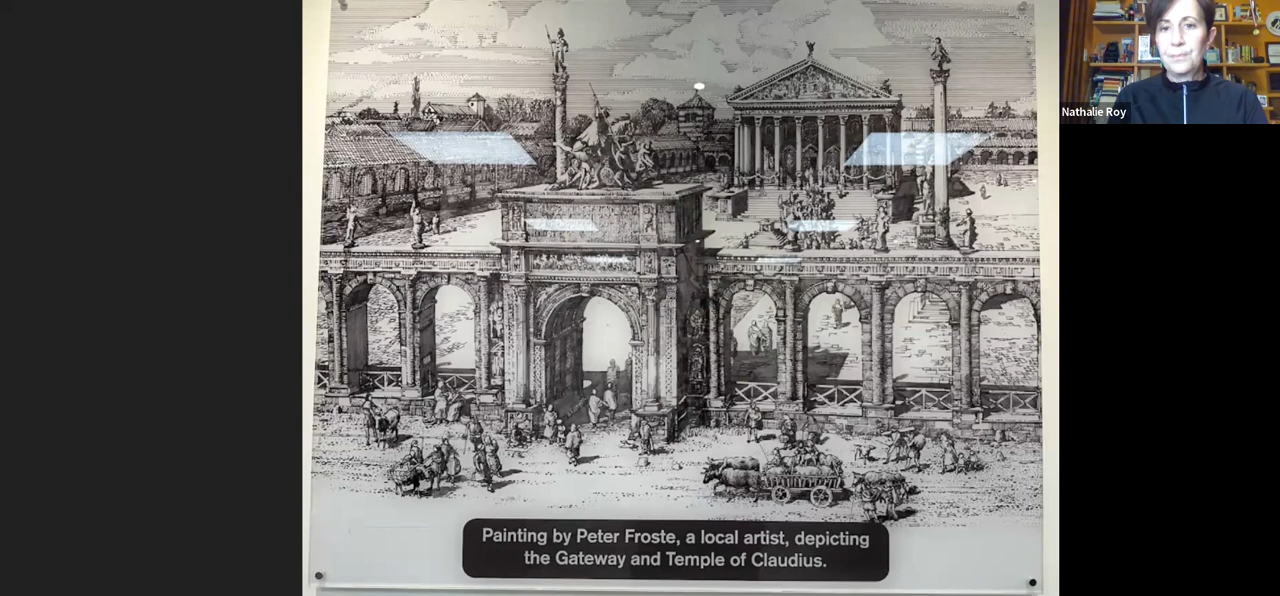 Nathalie Roy
Painting by Peter Froste, a local artist, depicting
the Gateway and Temple of Claudius.